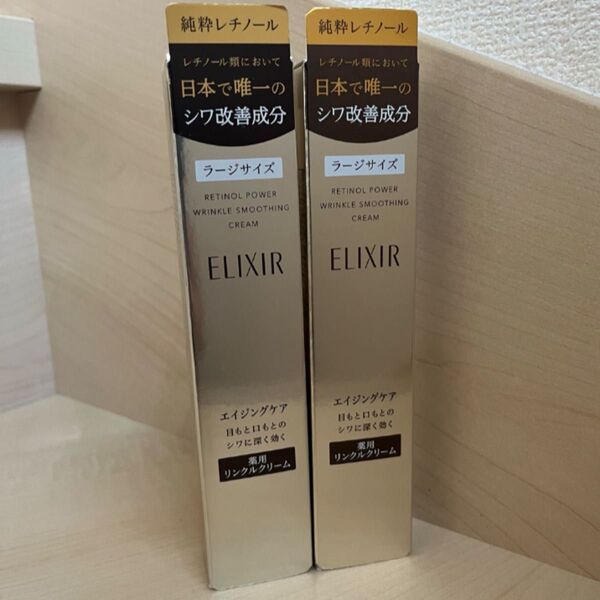 純粋レチノール
レチノール類において
日本で唯一の
シワ改善成分
ラージサイズ
RETINOL POWER
WRINKLE SMOOTHING
CREAM
ELIXIR
エイジングケア
目もと口もとの
シワに深く効く
薬用
リンクルクリーム
純粋レチノール
レチノール類において
日本で唯一の
シワ改善成分
ラージサイズ
RETINOL POWER
WRINKLE SMOOTHING
CREAM
ELIXIR
エイジングケア
目もと口もとの
シワに深く効く
薬用
リンクルクリーム